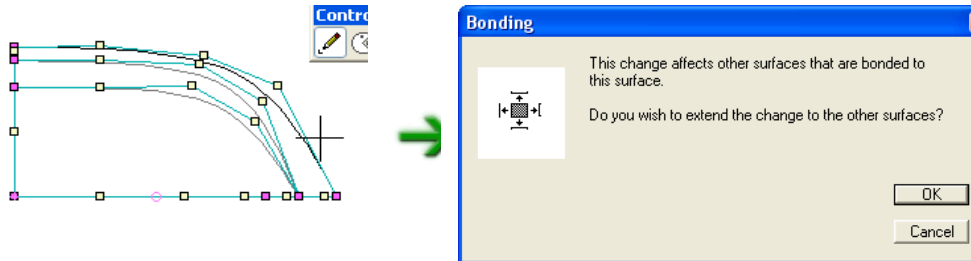 Contro
Bonding
This change affects other surfaces that are bonded to
this surface.
Do you wish to extend the change to the other surfaces?
OK
Cancel